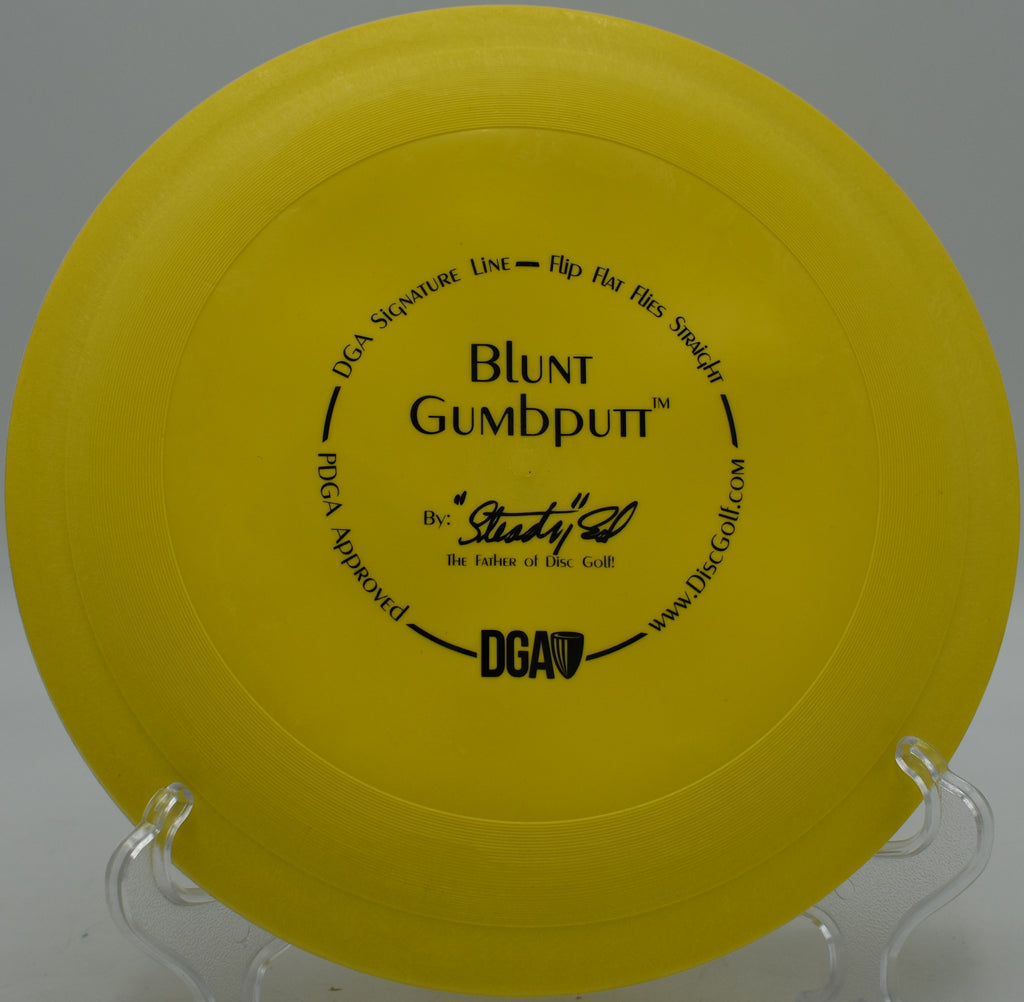 DGA Signature Line – Flip Flat Flies Straight
www.DiscGolf.com
PDGA Approved
Blunt
Gumbputt™
By: "Steady" Ed
The Father of Disc Golf!
DGA